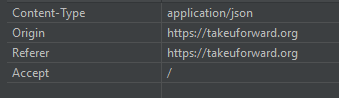 Content-Type application/json
Origin https://takeuforward.org
Referer https://takeuforward.org
Accept /